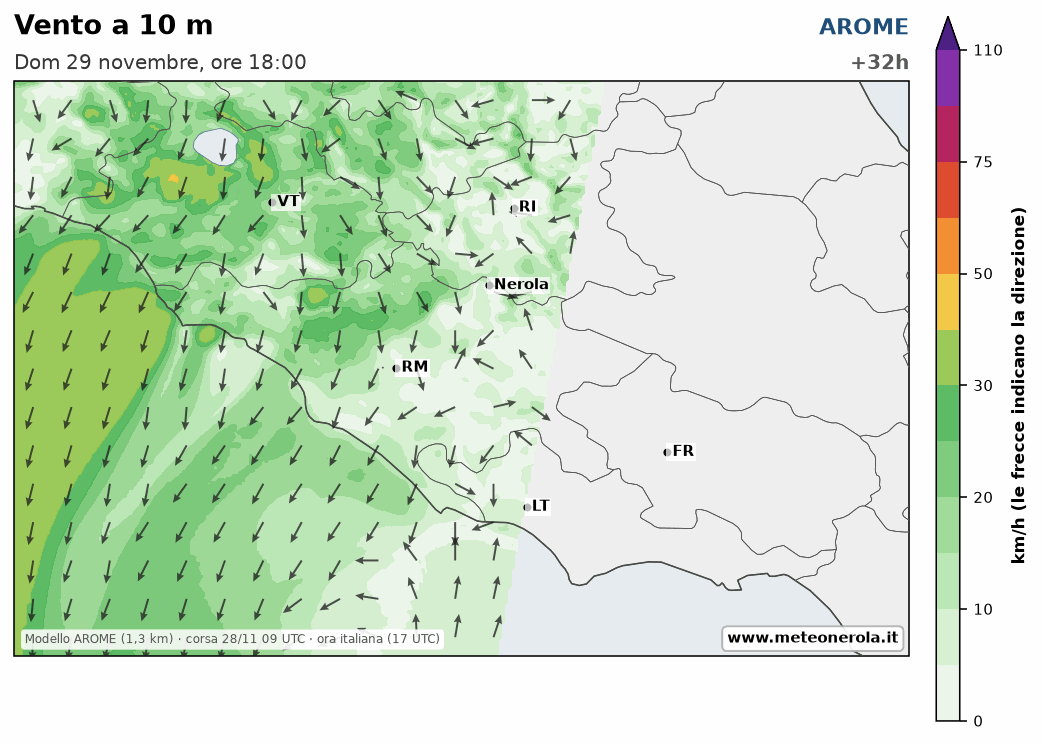 Vento a 10 m
AROME
Dom 29 novembre, ore 18:00
+32h
110
75
50
30
20
10
0
km/h (le frecce indicano la direzione)
VT
RI
Nerola
RM
FR
LT
Modello AROME (1,3 km) · corsa 28/11 09 UTC · ora italiana (17 UTC)
www.meteonerola.it